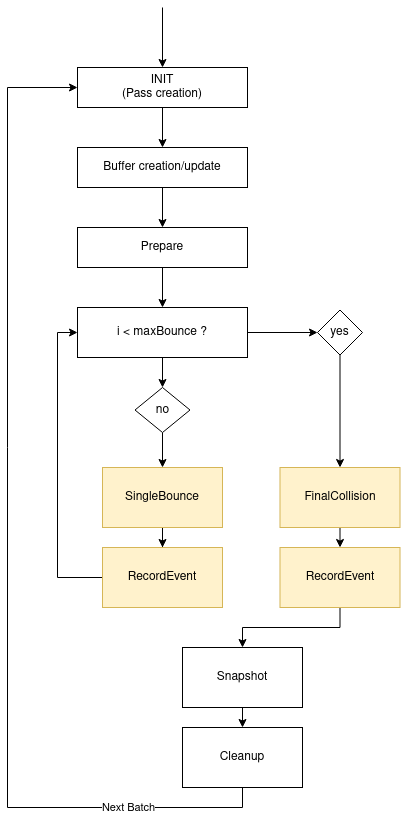 INIT
(Pass creation)
Buffer creation/update
Prepare
i < maxBounce ?
yes
no
SingleBounce
FinalCollision
RecordEvent
RecordEvent
Snapshot
Cleanup
Next Batch